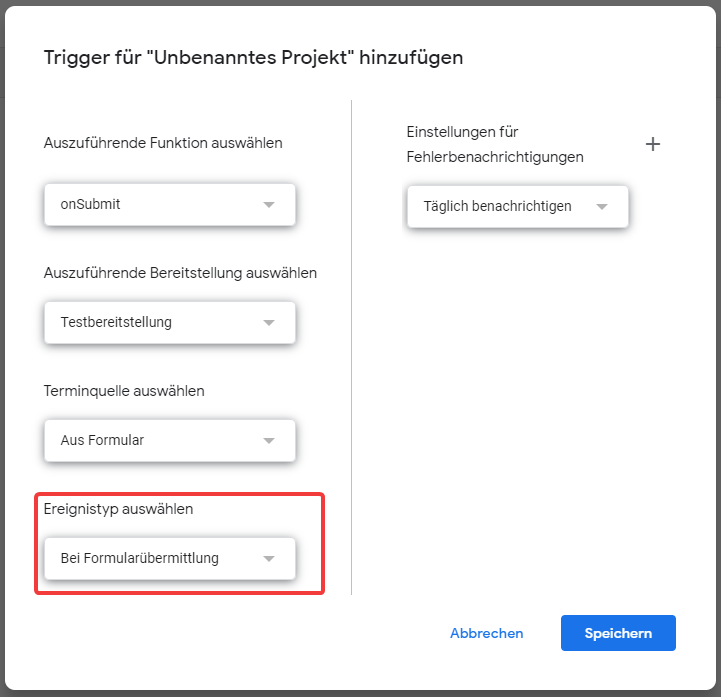 Trigger für "Unbenanntes Projekt" hinzufügen
Auszuführende Funktion auswählen
onSubmit
Auszuführende Bereitstellung auswählen
Testbereitstellung
Terminquelle auswählen
Aus Formular
Ereignistyp auswählen
Bei Formularübermittlung
Einstellungen für
Fehlerbenachrichtigungen
Täglich benachrichtigen
Abbrechen
Speichern